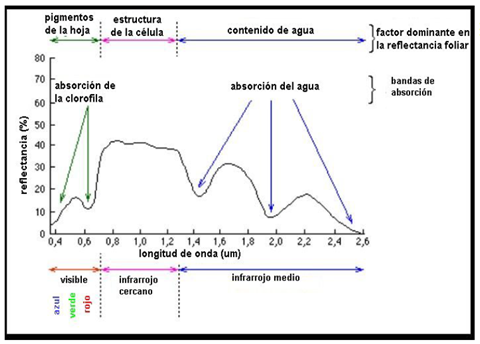 pigmentos
de la hoja
estructura
de la célula
contenido de agua
factor dominante en
la reflectancia foliar
absorción de
la clorofila
absorción del agua
bandas de
absorción
reflectancia (%)
80
70
60
50
40
30
20
10
0
0,4 0,6 0,8 1,0 1,2 1,4 1,6 1,8 2,0 2,2 2,4 2,6
longitud de onda (um)
visible
infrarrojo
cercano
infrarrojo medio
azul
verde
rojo